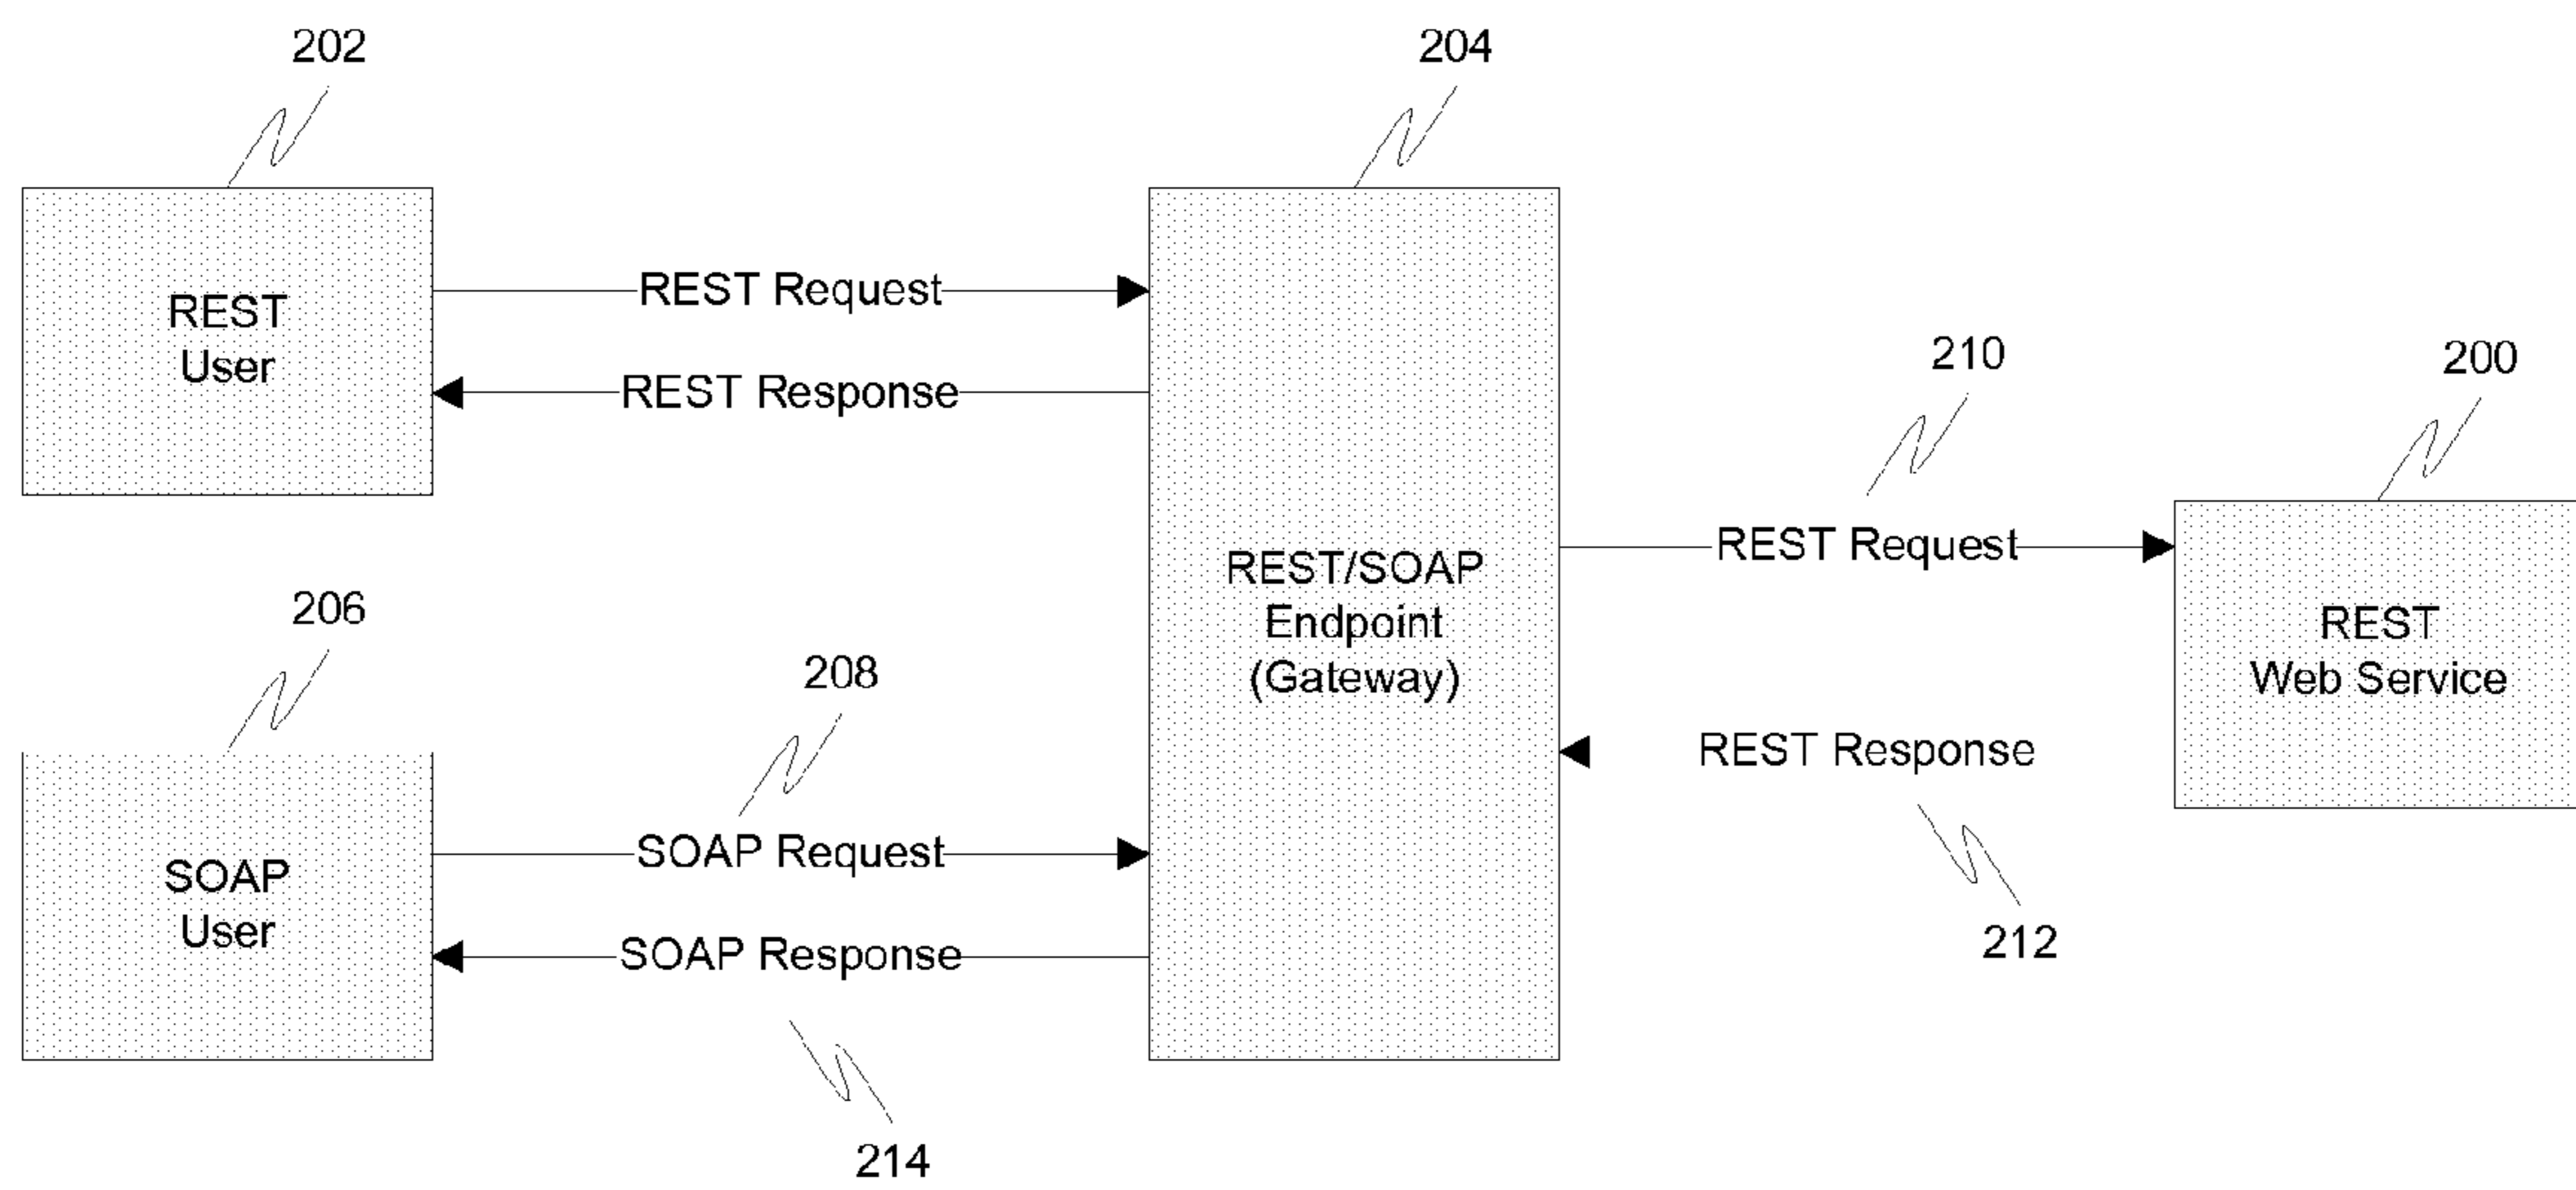 202
204
REST
User
REST Request
REST Response
210
200
REST/SOAP
Endpoint
(Gateway)
REST Request
REST
Web Service
206
208
REST Response
SOAP
User
SOAP Request
SOAP Response
212
214